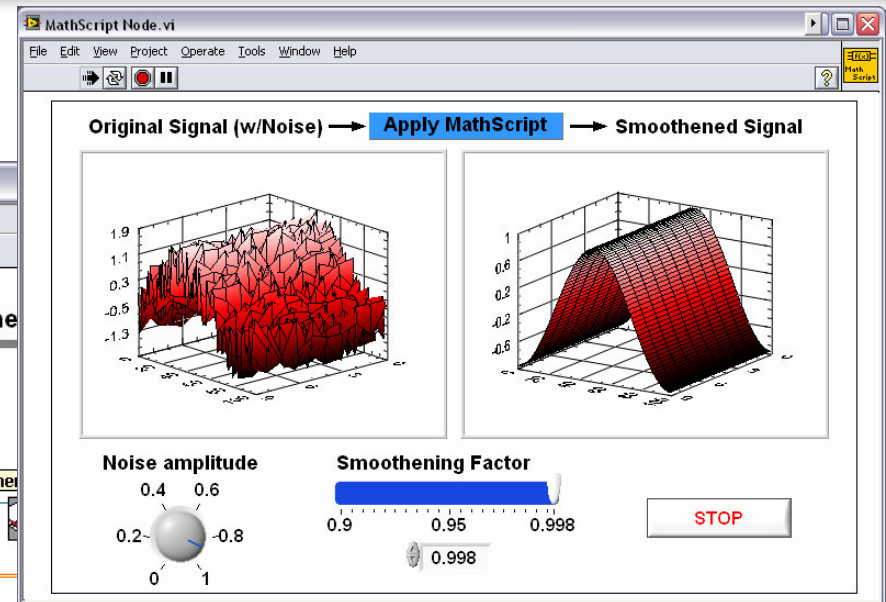 MathScript Node.vi
File Edit View Project Operate Tools Window Help
Math
Script
Original Signal (w/Noise) Apply MathScript Smoothened Signal
1.9
1.1
0.3
-0.5
-1.3
1
0.6
0.2
-0.2
-0.6
Noise amplitude
0
0.2
0.4
0.6
0.8
1
Smoothening Factor
0.9 0.95 0.998
0.998
STOP